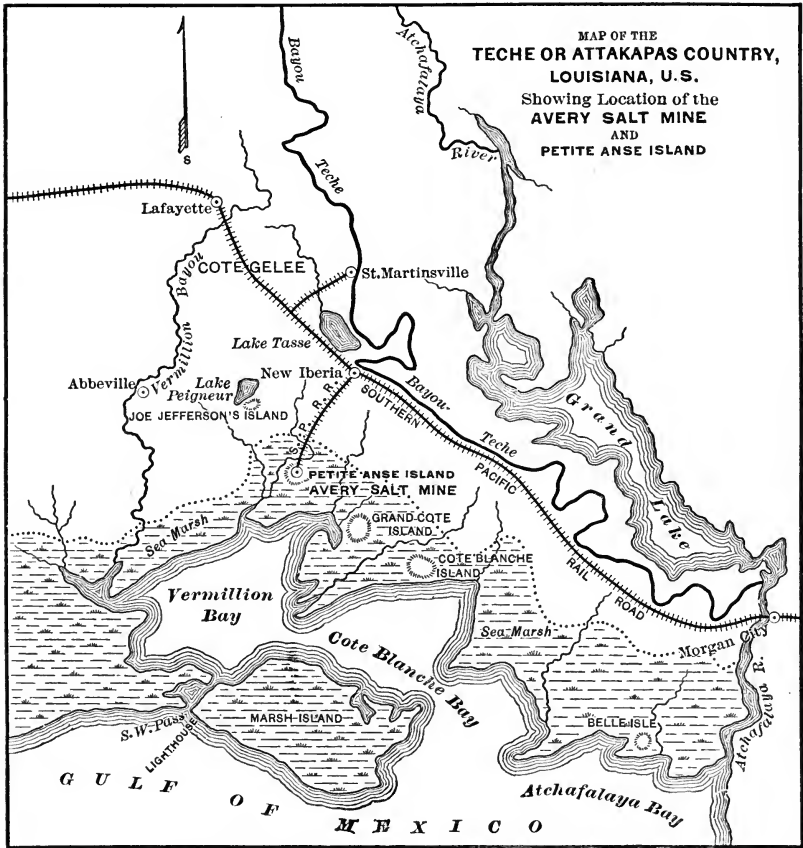 MAP OF THE
TECHE OR ATTAKAPAS COUNTRY,
LOUISIANA, U.S.
Showing Location of the
AVERY SALT MINE
AND
PETITE ANSE ISLAND
S
Bayou
Teche
Atchafalaya
River
Lafayette
COTE GELEE
St. Martinsville
Vermillion Bayou
Lake Tasse
New Iberia
Abbeville
Lake
Peigneur
JOE JEFFERSON'S ISLAND
S. P. R. R.
SOUTHERN
PACIFIC
RAIL
ROAD
Bayou-
Teche
Grand
Lake
PETITE ANSE ISLAND
AVERY SALT MINE
GRAND COTE
ISLAND
COTE BLANCHE
ISLAND
Sea-Marsh
Vermillion
Bay
Cote Blanche Bay
Sea-Marsh
Morgan City
Atchafalaya R.
MARSH ISLAND
S.W. Pass
LIGHTHOUSE
BELLE ISLE
Atchafalaya Bay
GULF OF MEXICO